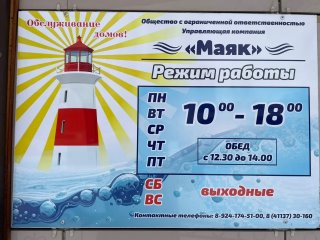 Обслуживание
домов!
Общество с ограниченной ответственностью
Управляющая компания
«Маяк»
Режим работы
ПН
ВТ
СР
ЧТ
ПТ
10⁰⁰ - 18⁰⁰
ОБЕД
с 12.30 до 14.00
СБ
ВС
выходные
Контактные телефоны: 8-924-174-51-00, 8 (41137) 30-160